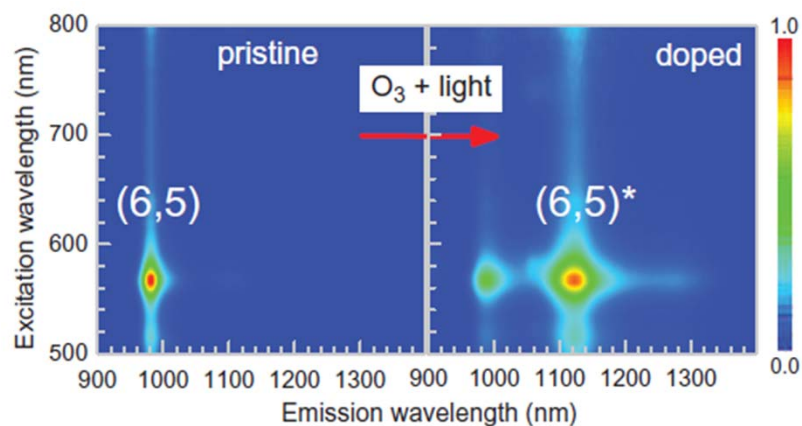 800
700
600
500
Excitation wavelength (nm)
pristine
O3 + light
doped
(6,5)
(6,5)*
1.0
0.0
900 1000 1100 1200 1300 900 1000 1100 1200 1300
Emission wavelength (nm)